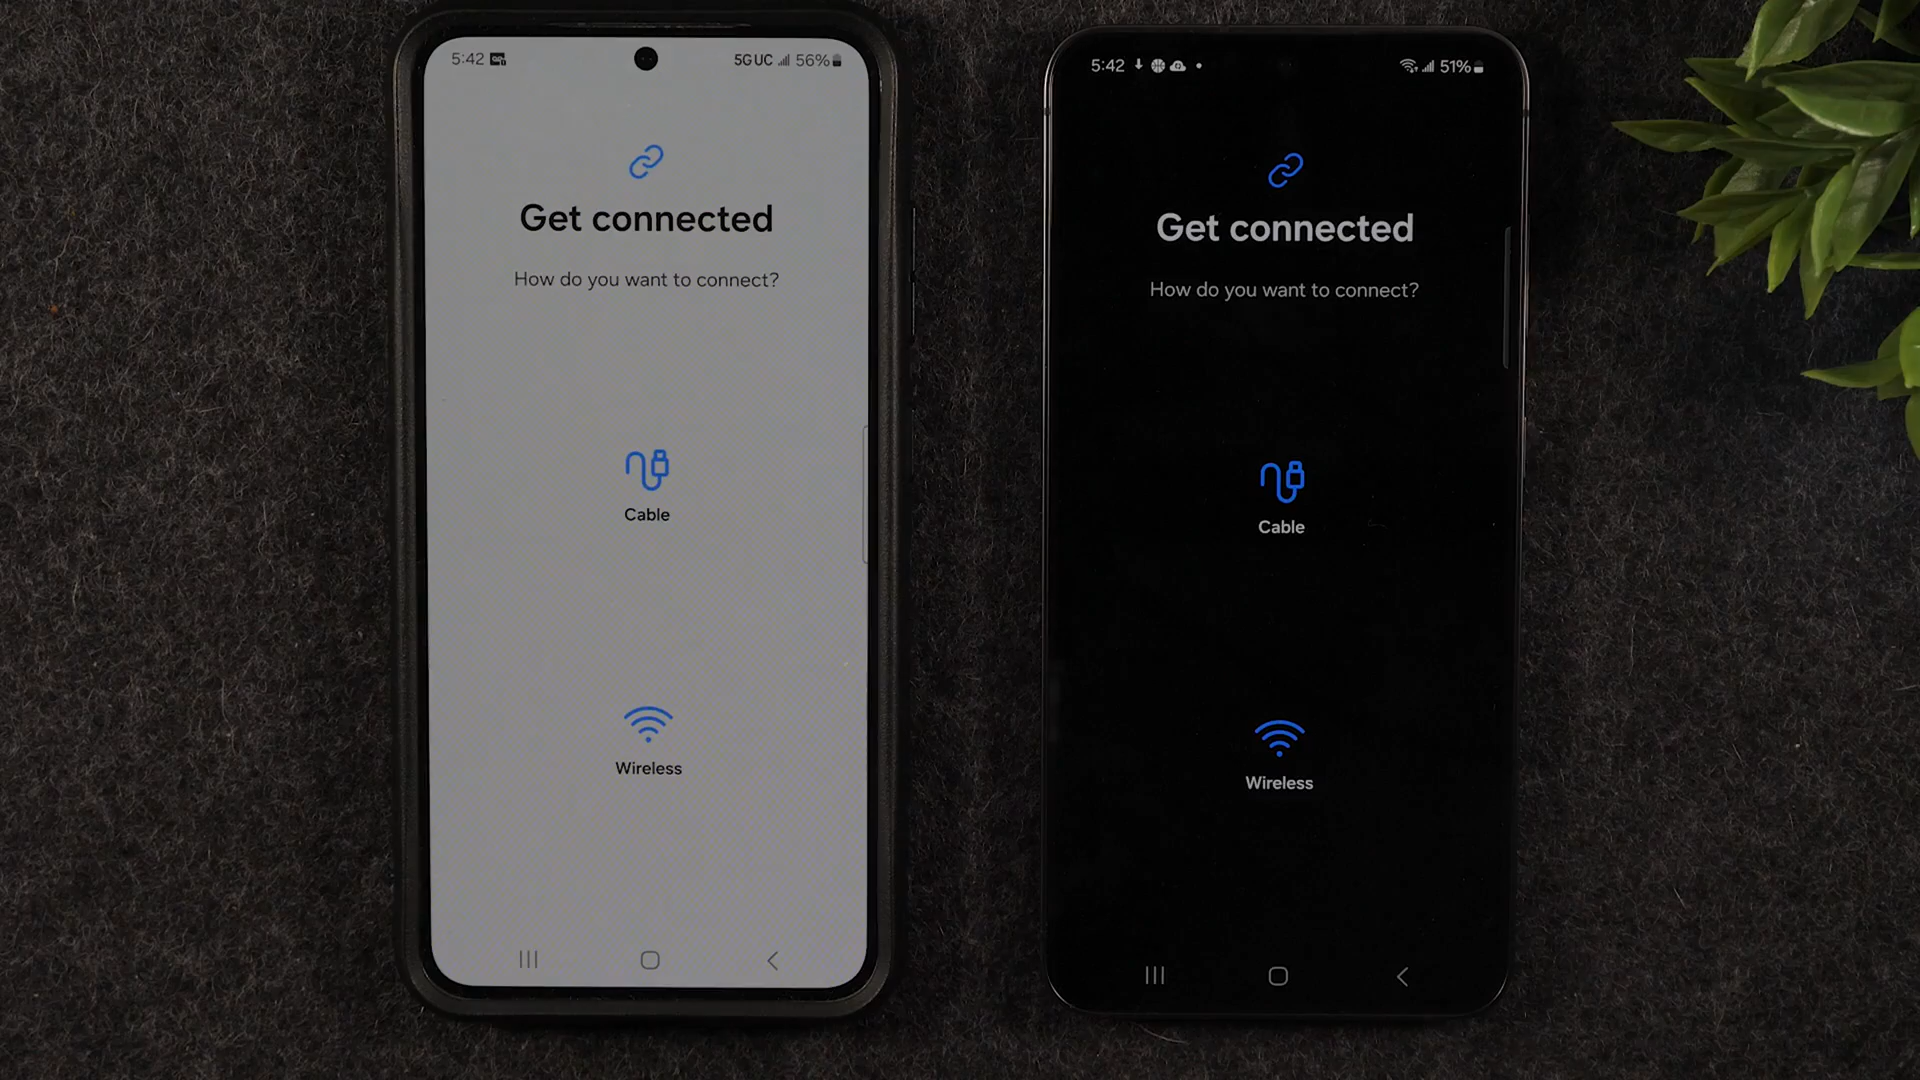 5:42 5G UC 56%
Get connected
How do you want to connect?
Cable
Wireless
5:42 51%
Get connected
How do you want to connect?
Cable
Wireless